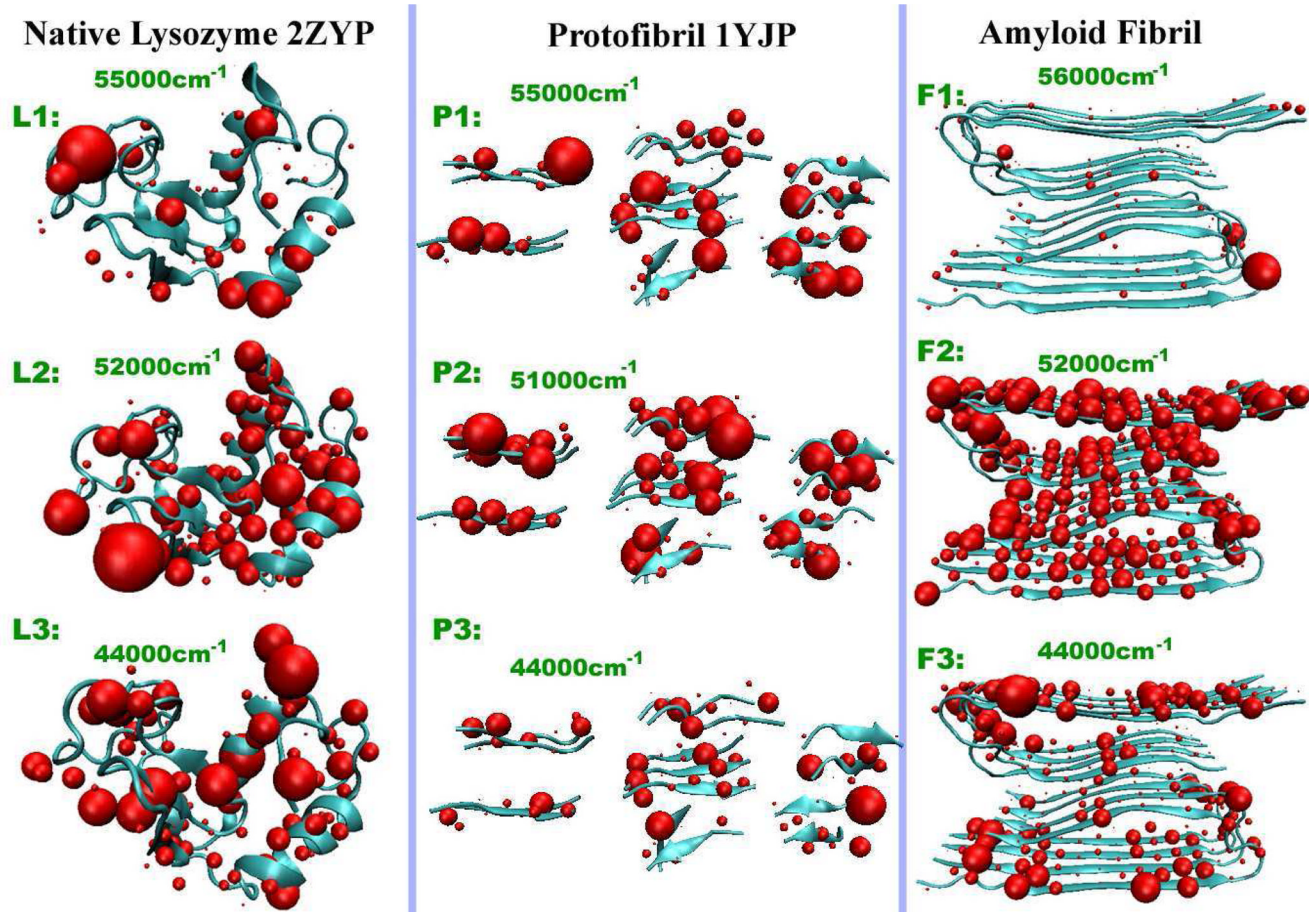 Native Lysozyme 2ZYP
Protofibril 1YJP
Amyloid Fibril
L1:
55000cm⁻¹
P1:
55000cm⁻¹
F1:
56000cm⁻¹
L2:
52000cm⁻¹
P2:
51000cm⁻¹
F2:
52000cm⁻¹
L3:
44000cm⁻¹
P3:
44000cm⁻¹
F3:
44000cm⁻¹